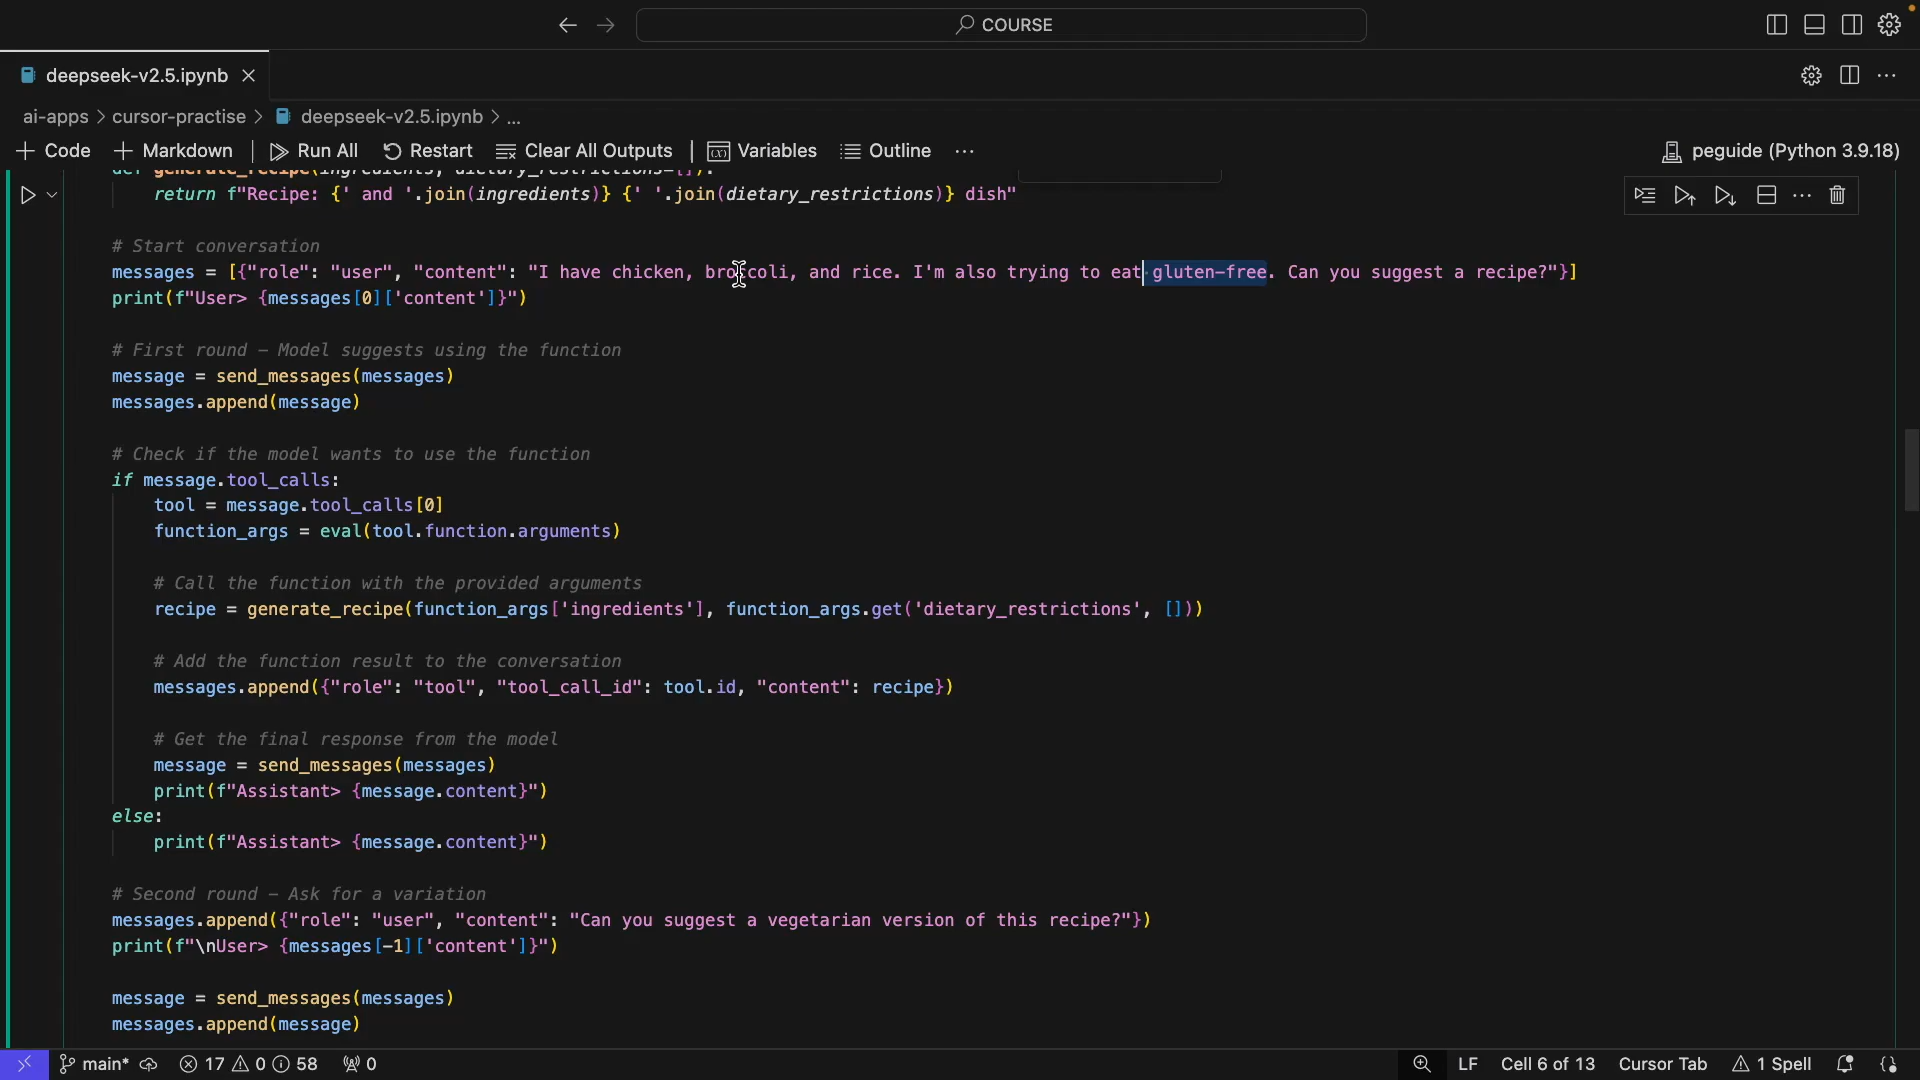 COURSE
deepseek-v2.5.ipynb
ai-apps > cursor-practise > deepseek-v2.5.ipynb > ...
+ Code + Markdown | Run All Restart Clear All Outputs | Variables Outline ... peguide (Python 3.9.18)
def generate_recipe(ingredients, dietary_restrictions=[]):
return f"Recipe: {' and '.join(ingredients)} {' '.join(dietary_restrictions)} dish"
# Start conversation
messages = [{"role": "user", "content": "I have chicken, broccoli, and rice. I'm also trying to eat gluten-free. Can you suggest a recipe?"}]
print(f"User> {messages[0]['content']}")
# First round – Model suggests using the function
message = send_messages(messages)
messages.append(message)
# Check if the model wants to use the function
if message.tool_calls:
tool = message.tool_calls[0]
function_args = eval(tool.function.arguments)
# Call the function with the provided arguments
recipe = generate_recipe(function_args['ingredients'], function_args.get('dietary_restrictions', []))
# Add the function result to the conversation
messages.append({"role": "tool", "tool_call_id": tool.id, "content": recipe})
# Get the final response from the model
message = send_messages(messages)
print(f"Assistant> {message.content}")
else:
print(f"Assistant> {message.content}")
# Second round – Ask for a variation
messages.append({"role": "user", "content": "Can you suggest a vegetarian version of this recipe?"})
print(f"\nUser> {messages[-1]['content']}")
message = send_messages(messages)
messages.append(message)
main* 17 0 58 0 LF Cell 6 of 13 Cursor Tab 1 Spell